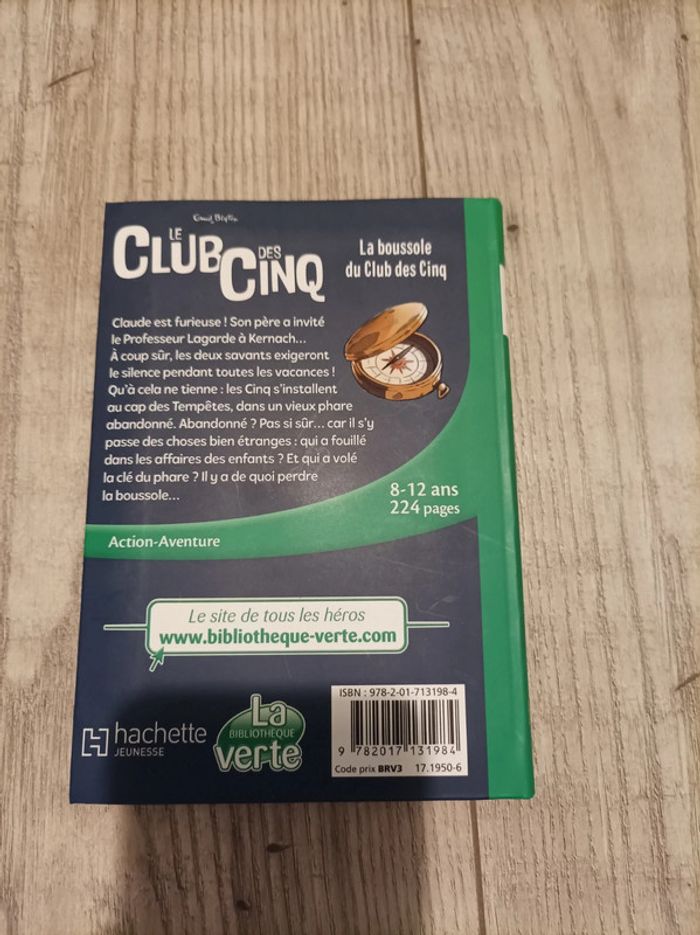 Enid Blyton
LE CLUB DES CINQ
La boussole
du Club des Cinq
Claude est furieuse ! Son père a invité
le Professeur Lagarde à Kernach...
À coup sûr, les deux savants exigeront
le silence pendant toutes les vacances !
Qu'à cela ne tienne : les Cinq s'installent
au cap des Tempêtes, dans un vieux phare
abandonné. Abandonné ? Pas si sûr... car il s'y
passe des choses bien étranges : qui a fouillé
dans les affaires des enfants ? Et qui a volé
la clé du phare ? Il y a de quoi perdre
la boussole...
8-12 ans
224 pages
Action-Aventure
Le site de tous les héros
www.bibliotheque-verte.com
hachette
JEUNESSE
La
BIBLIOTHÈQUE
verte
ISBN : 978-2-01-713198-4
9 782017 131984
Code prix BRV3 17.1950-6